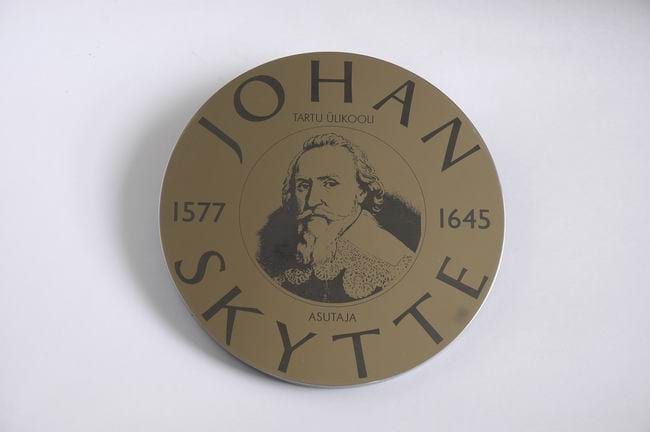 JOHAN
TARTU ÜLIKOOLI
1577
1645
ASUTAJA
SKYTTE